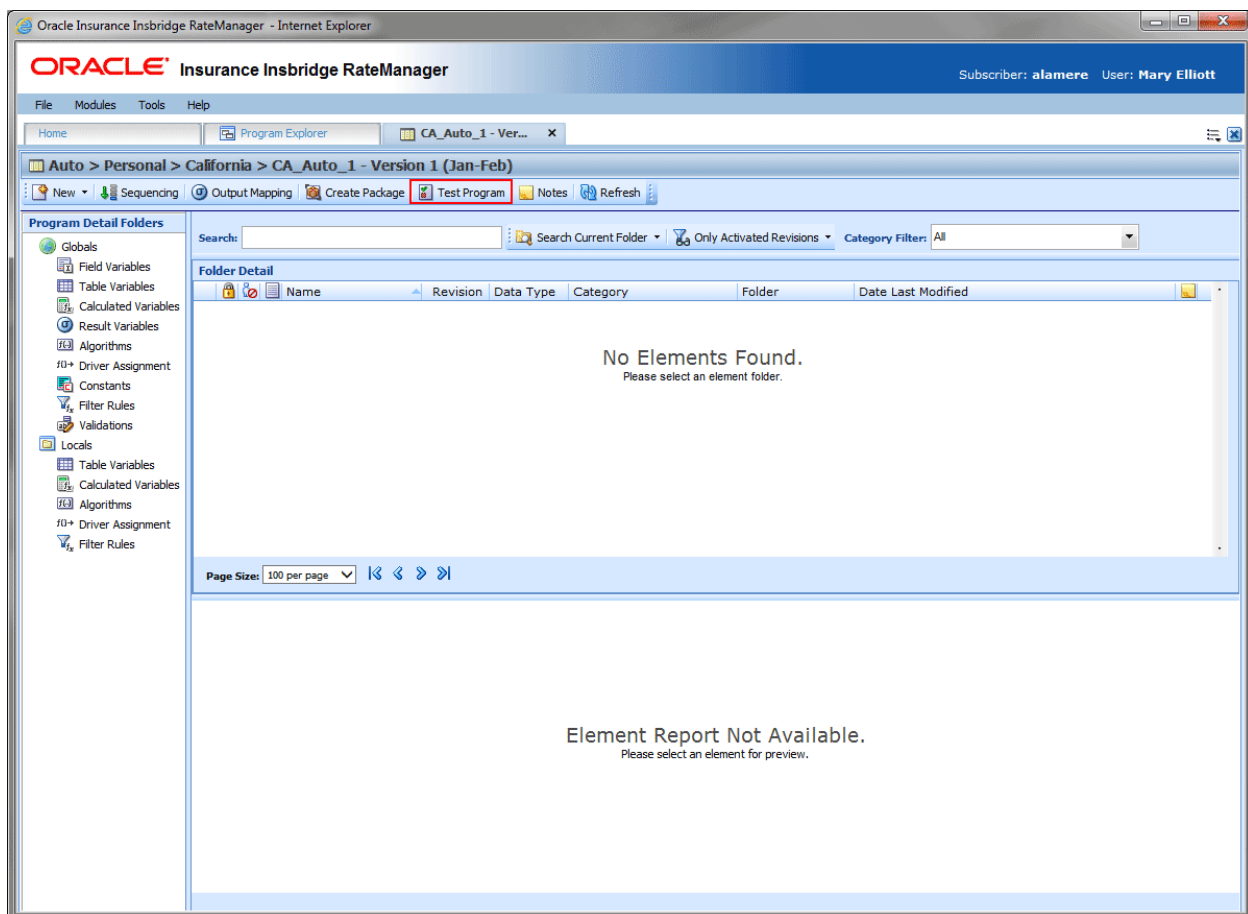 Oracle Insurance Insbridge RateManager - Internet Explorer
ORACLE Insurance Insbridge RateManager
Subscriber: alamere User: Mary Elliott
File Modules Tools Help
Home Program Explorer CA_Auto_1 - Ver... x
Auto > Personal > California > CA_Auto_1 - Version 1 (Jan-Feb)
New Sequencing Output Mapping Create Package Test Program Notes Refresh
Program Detail Folders
Globals
Field Variables
Table Variables
Calculated Variables
Result Variables
Algorithms
Driver Assignment
Constants
Filter Rules
Validations
Locals
Table Variables
Calculated Variables
Algorithms
Driver Assignment
Filter Rules
Search: Search Current Folder Only Activated Revisions Category Filter: All
Folder Detail
Name Revision Data Type Category Folder Date Last Modified
No Elements Found.
Please select an element folder.
Page Size: 100 per page
Element Report Not Available.
Please select an element for preview.